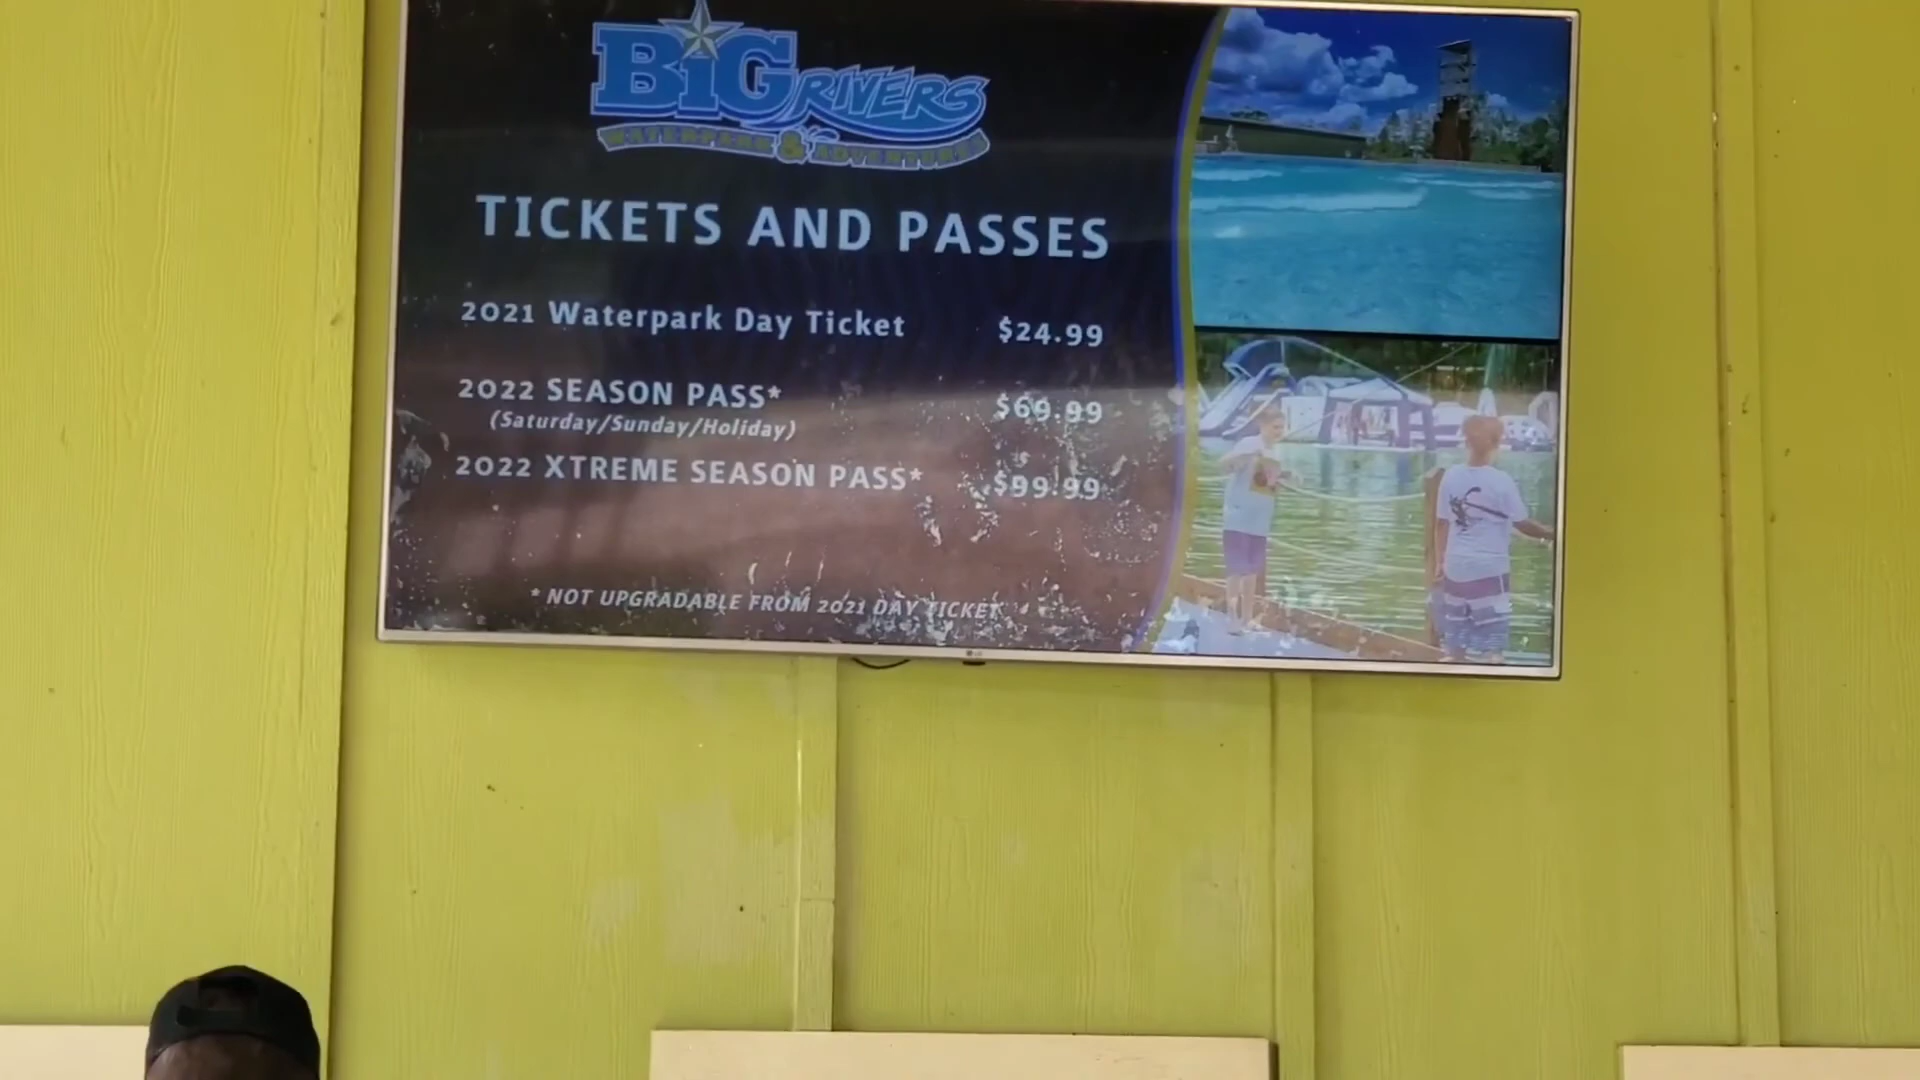 BiG RIVERS
WATERPARK & ADVENTURES
TICKETS AND PASSES
2021 Waterpark Day Ticket $24.99
2022 SEASON PASS* $69.99
(Saturday/Sunday/Holiday)
2022 XTREME SEASON PASS* $99.99
* NOT UPGRADABLE FROM 2021 DAY TICKET
LG